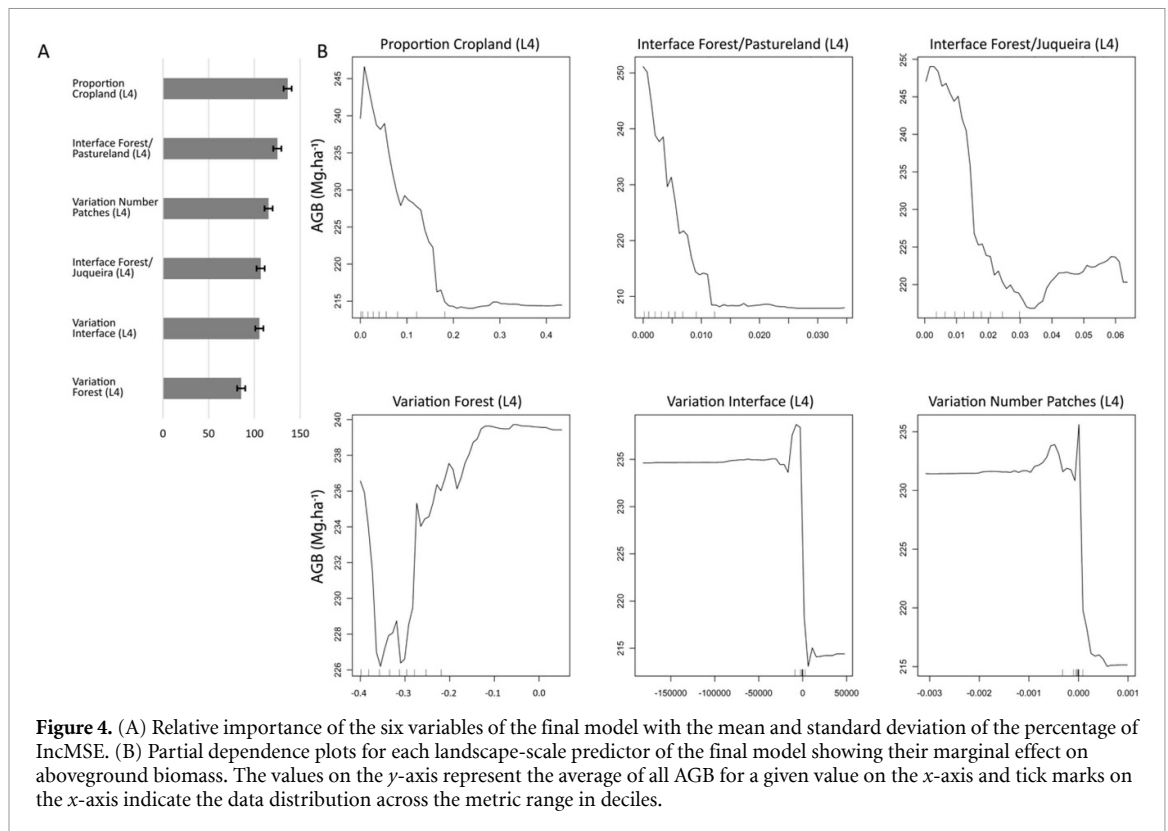 A
B
Proportion
Cropland (L4)
Interface Forest/
Pastureland (L4)
Variation Number
Patches (L4)
Interface Forest/
Juqueira (L4)
Variation
Interface (L4)
Variation
Forest (L4)
0 50 100 150
Proportion Cropland (L4)
AGB (Mg.ha⁻¹)
245
240
235
230
225
220
215
0.0 0.1 0.2 0.3 0.4
Interface Forest/Pastureland (L4)
250
240
230
220
210
0.000 0.010 0.020 0.030
Interface Forest/Juqueira (L4)
245
240
235
230
225
220
0.00 0.01 0.02 0.03 0.04 0.05 0.06
Variation Forest (L4)
AGB (Mg.ha⁻¹)
240
238
236
234
232
230
228
226
-0.4 -0.3 -0.2 -0.1 0.0
Variation Interface (L4)
235
230
225
220
215
-150000 -100000 -50000 0 50000
Variation Number Patches (L4)
235
230
225
220
215
-0.003 -0.002 -0.001 0.000 0.001
Figure 4. (A) Relative importance of the six variables of the final model with the mean and standard deviation of the percentage of
IncMSE. (B) Partial dependence plots for each landscape-scale predictor of the final model showing their marginal effect on
aboveground biomass. The values on the y-axis represent the average of all AGB for a given value on the x-axis and tick marks on
the x-axis indicate the data distribution across the metric range in deciles.